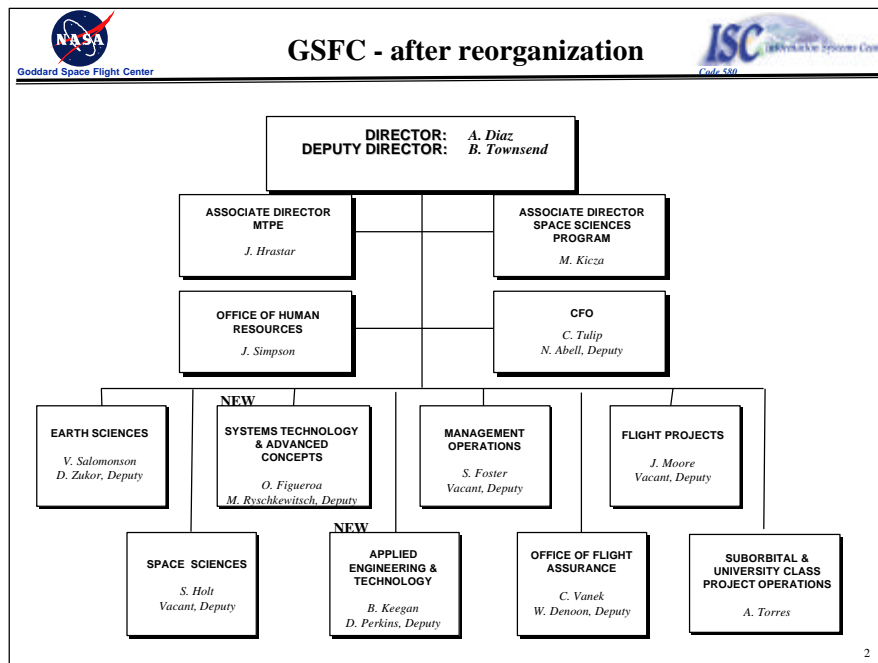 NASA
Goddard Space Flight Center
GSFC - after reorganization
ISC Information Systems Center
Code 580
DIRECTOR: A. Diaz
DEPUTY DIRECTOR: B. Townsend
ASSOCIATE DIRECTOR
MTPE
J. Hrastar
ASSOCIATE DIRECTOR
SPACE SCIENCES
PROGRAM
M. Kicza
OFFICE OF HUMAN
RESOURCES
J. Simpson
CFO
C. Tulip
N. Abell, Deputy
EARTH SCIENCES
V. Salomonson
D. Zukor, Deputy
NEW
SYSTEMS TECHNOLOGY
& ADVANCED
CONCEPTS
O. Figueroa
M. Ryschkewitsch, Deputy
MANAGEMENT
OPERATIONS
S. Foster
Vacant, Deputy
FLIGHT PROJECTS
J. Moore
Vacant, Deputy
SPACE SCIENCES
S. Holt
Vacant, Deputy
NEW
APPLIED
ENGINEERING &
TECHNOLOGY
B. Keegan
D. Perkins, Deputy
OFFICE OF FLIGHT
ASSURANCE
C. Vanek
W. Denoon, Deputy
SUBORBITAL &
UNIVERSITY CLASS
PROJECT OPERATIONS
A. Torres
2